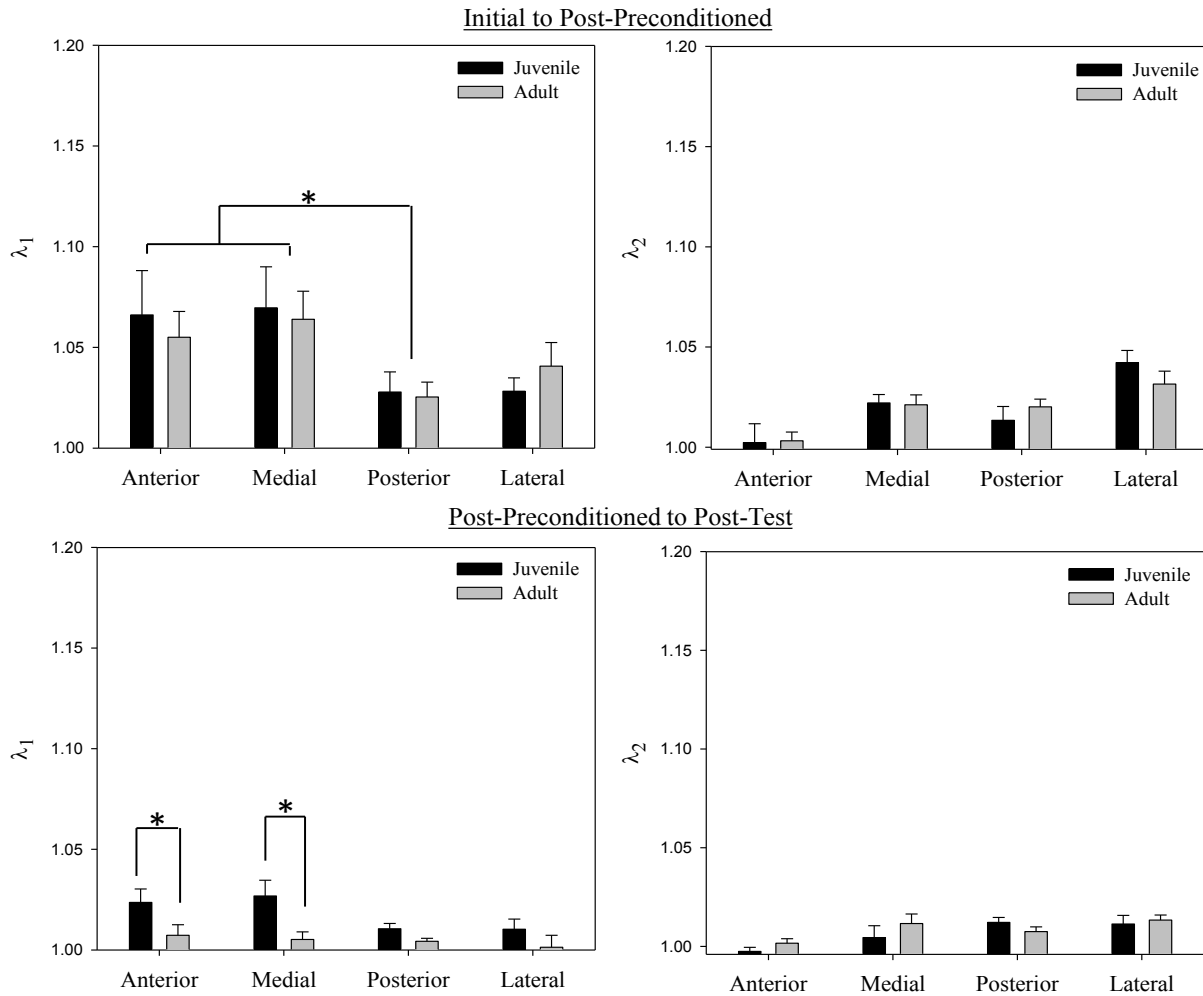 Initial to Post-Preconditioned
1.20
1.15
1.10
1.05
1.00
λ1
Juvenile
Adult
*
Anterior Medial Posterior Lateral
1.20
1.15
1.10
1.05
1.00
λ2
Juvenile
Adult
Anterior Medial Posterior Lateral
Post-Preconditioned to Post-Test
1.20
1.15
1.10
1.05
1.00
λ1
Juvenile
Adult
*
*
Anterior Medial Posterior Lateral
1.20
1.15
1.10
1.05
1.00
λ2
Juvenile
Adult
Anterior Medial Posterior Lateral